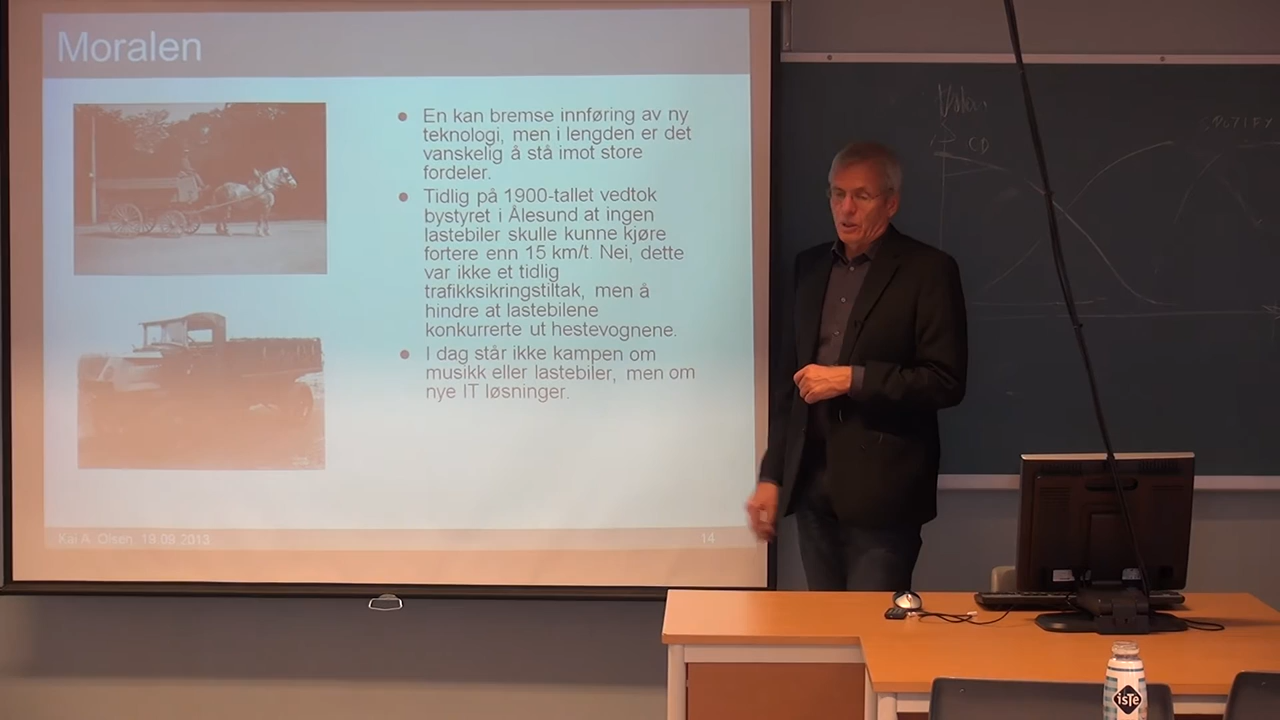 Moralen
En kan bremse innføring av ny
teknologi, men i lengden er det
vanskelig å stå imot store
fordeler.
Tidlig på 1900-tallet vedtok
bystyret i Ålesund at ingen
lastebiler skulle kunne kjøre
fortere enn 15 km/t. Nei, dette
var ikke et tidlig
trafikksikringstiltak, men å
hindre at lastebilene
konkurrerte ut hestevognene.
I dag står ikke kampen om
musikk eller lastebiler, men om
nye IT løsninger.
Kai A. Olsen, 19.09.2013
14
CD
SPOTIFY
isTe